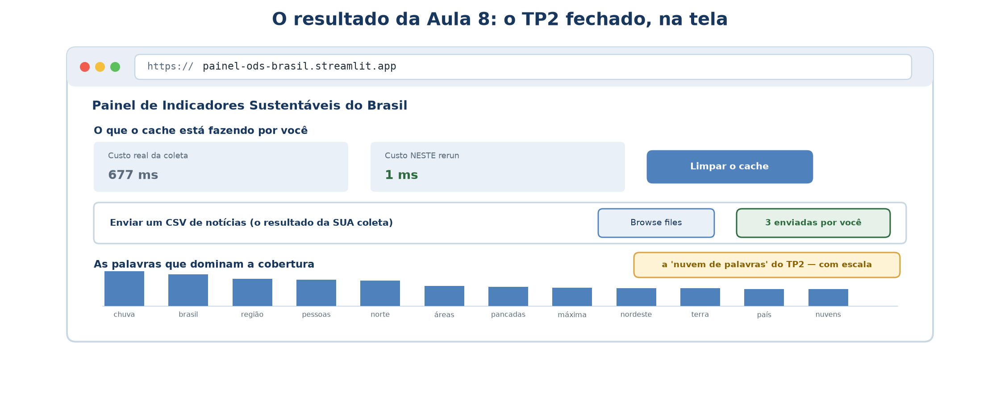 O resultado da Aula 8: o TP2 fechado, na tela
https:// painel-ods-brasil.streamlit.app
Painel de Indicadores Sustentáveis do Brasil
O que o cache está fazendo por você
Custo real da coleta
677 ms
Custo NESTE rerun
1 ms
Limpar o cache
Enviar um CSV de notícias (o resultado da SUA coleta)
Browse files
3 enviadas por você
As palavras que dominam a cobertura
a 'nuvem de palavras' do TP2 — com escala
chuva brasil região pessoas norte áreas pancadas máxima nordeste terra país nuvens